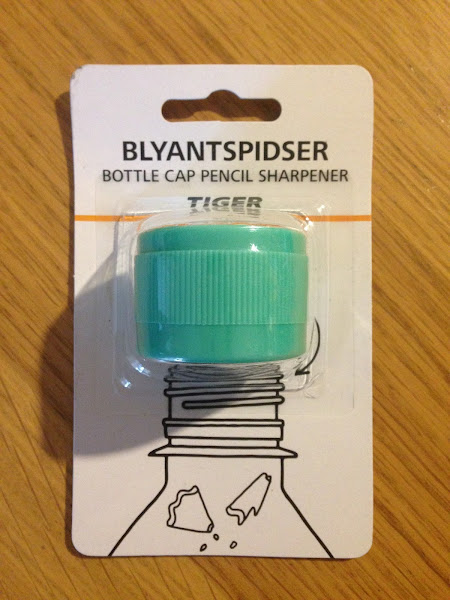 BLYANTSPIDSER
BOTTLE CAP PENCIL SHARPENER
TIGER